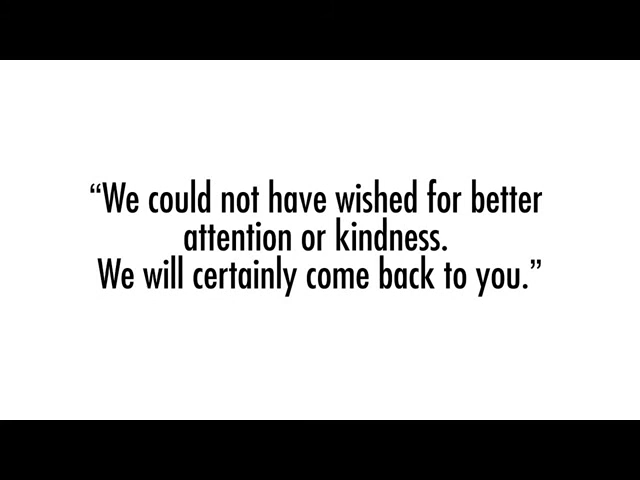 “We could not have wished for better
attention or kindness.
We will certainly come back to you.”